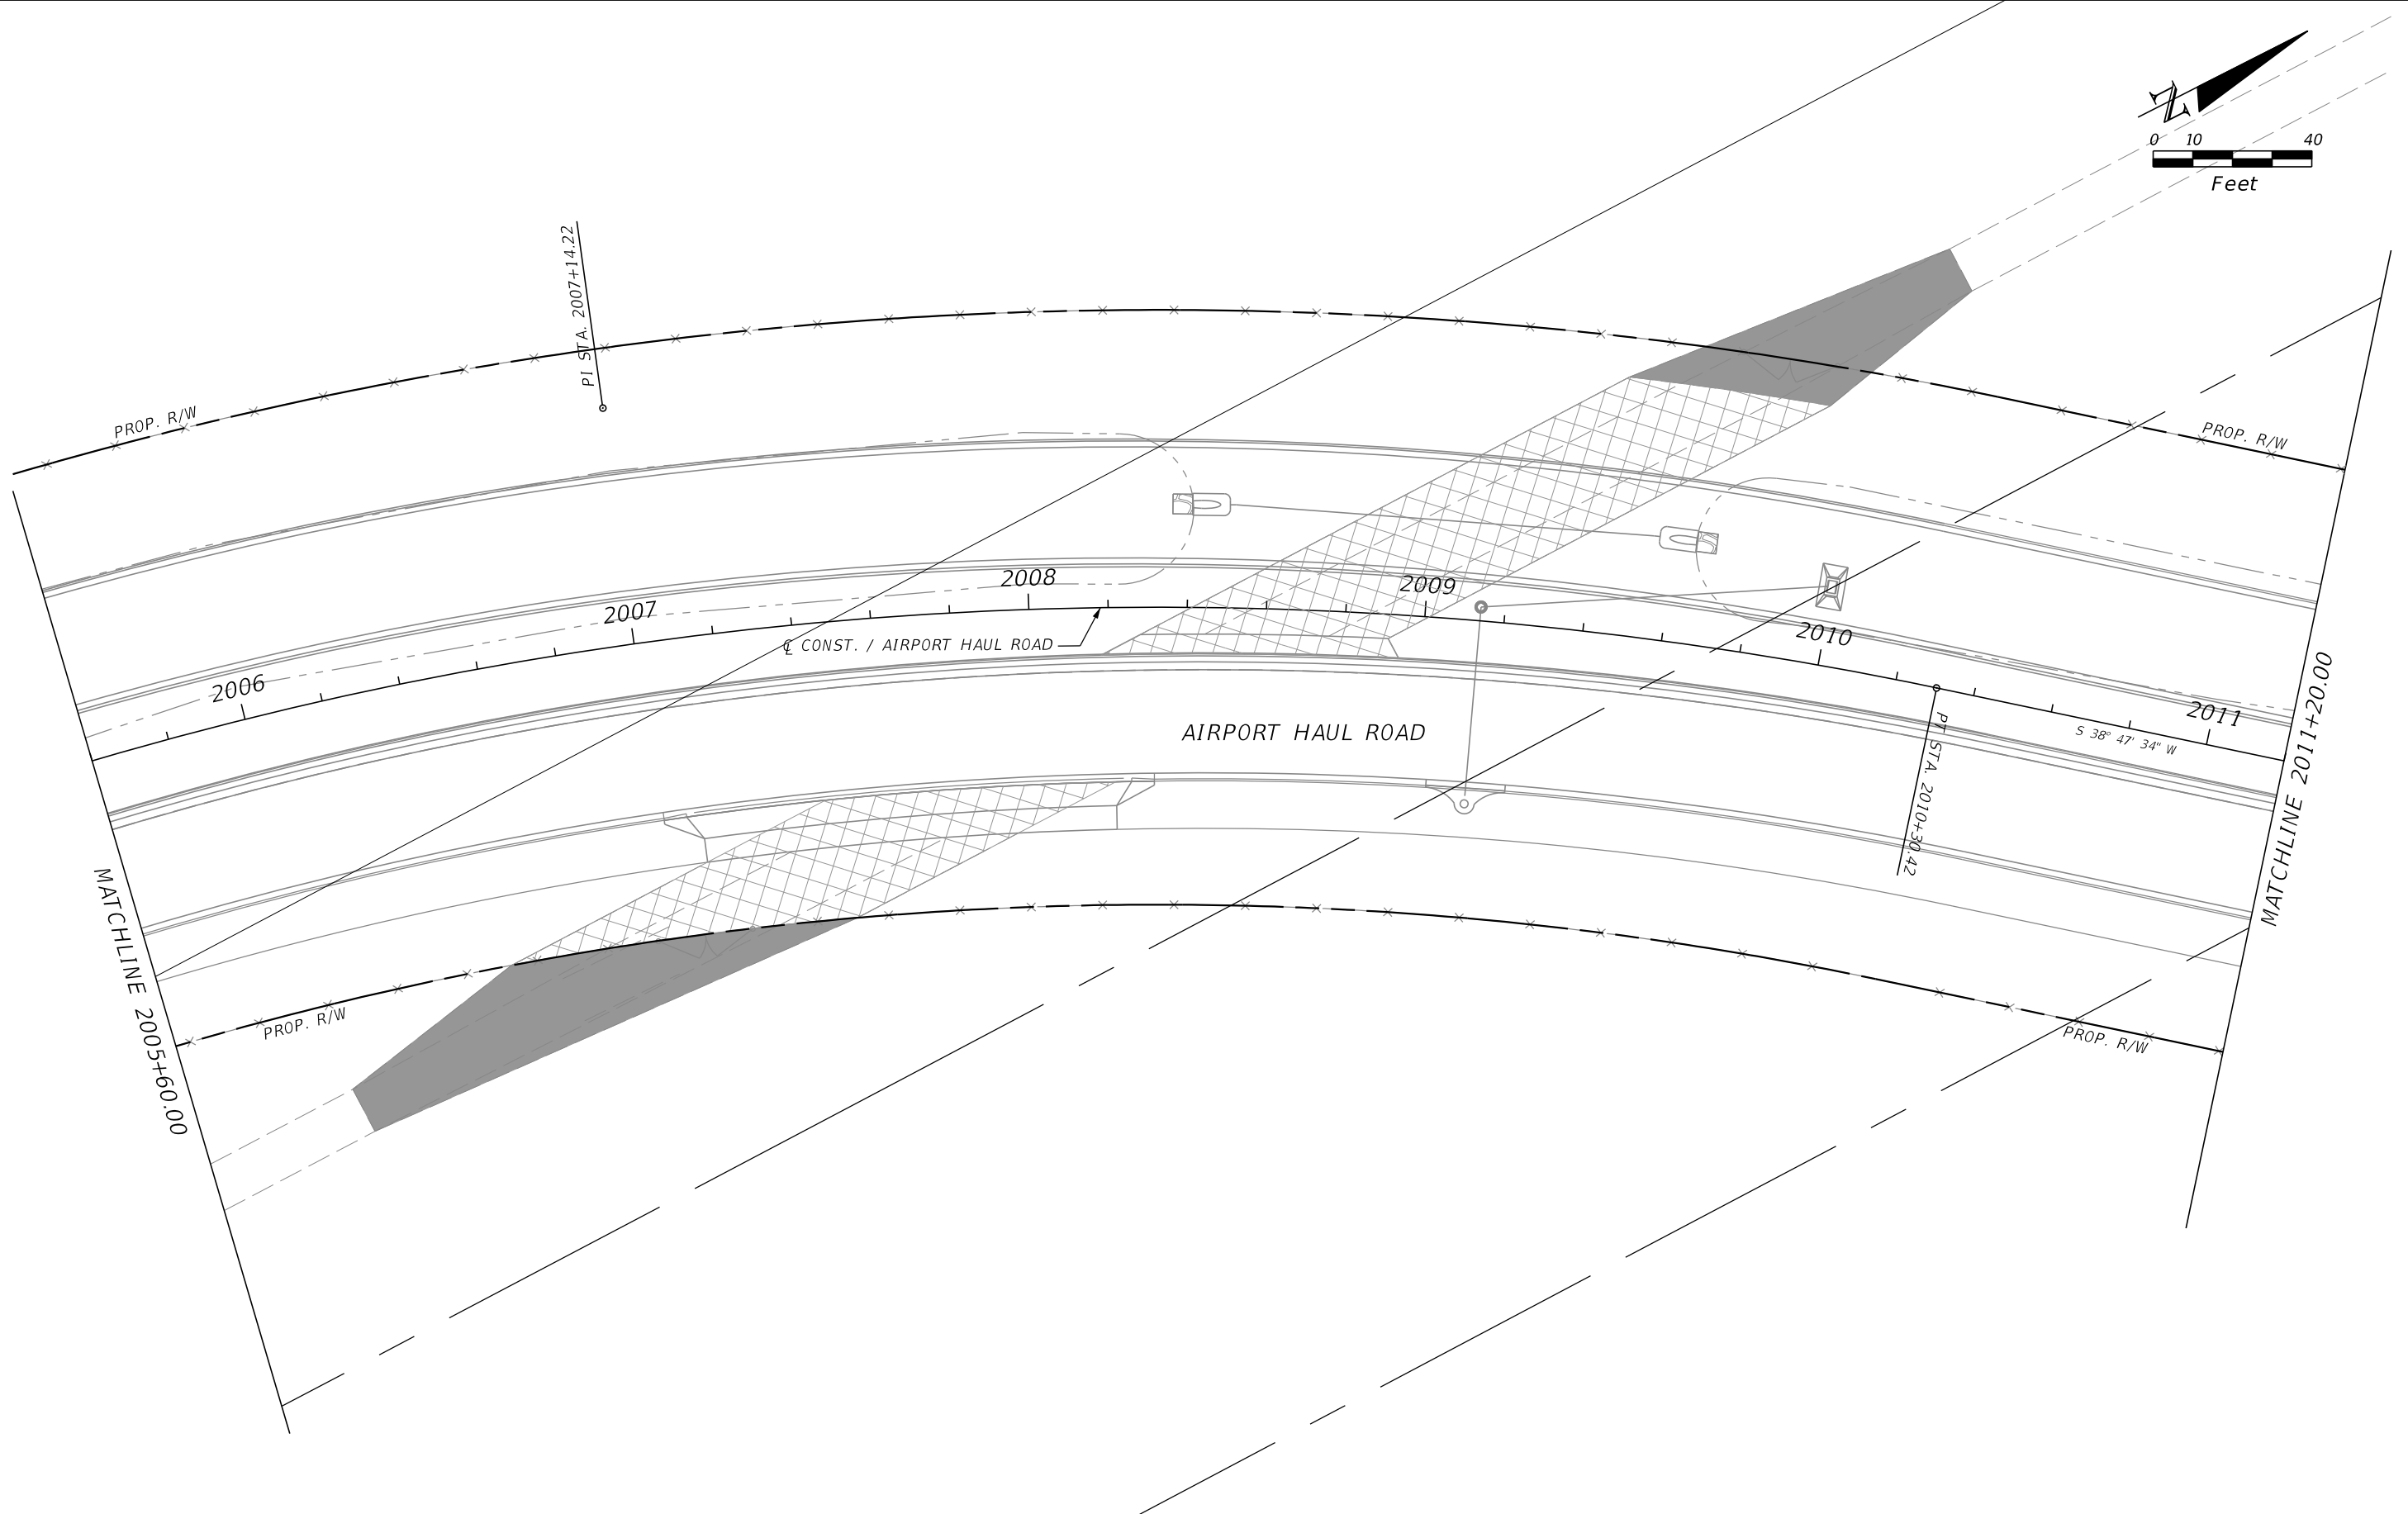 N
0 10 40
Feet
PI STA. 2007+14.22
PROP. R/W
PROP. R/W
2006
2007
2008
2009
2010
2011
℄ CONST. / AIRPORT HAUL ROAD
S 38° 47' 34" W
PT STA. 2010+30.42
AIRPORT HAUL ROAD
MATCHLINE 2005+60.00
MATCHLINE 2011+20.00
PROP. R/W
PROP. R/W